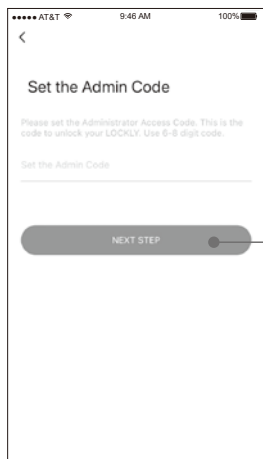 AT&T 9:46 AM 100%
Set the Admin Code
Please set the Administrator Access Code. This is the
code to unlock your LOCKLY. Use 6-8 digit code.
Set the Admin Code
NEXT STEP